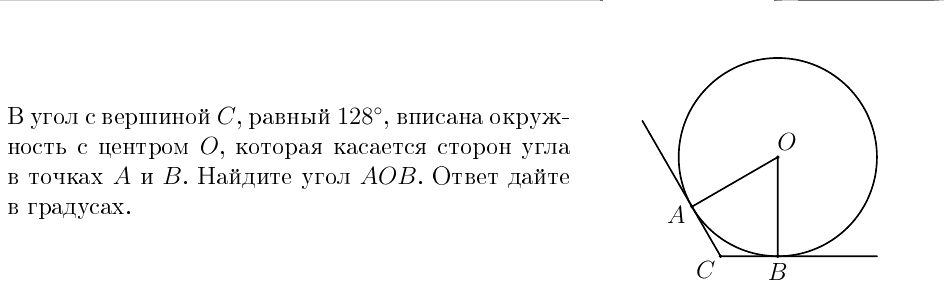 В угол с вершиной C, равный 128°, вписана окруж-
ность с центром O, которая касается сторон угла
в точках A и B. Найдите угол AOB. Ответ дайте
в градусах.
O
A
C
B